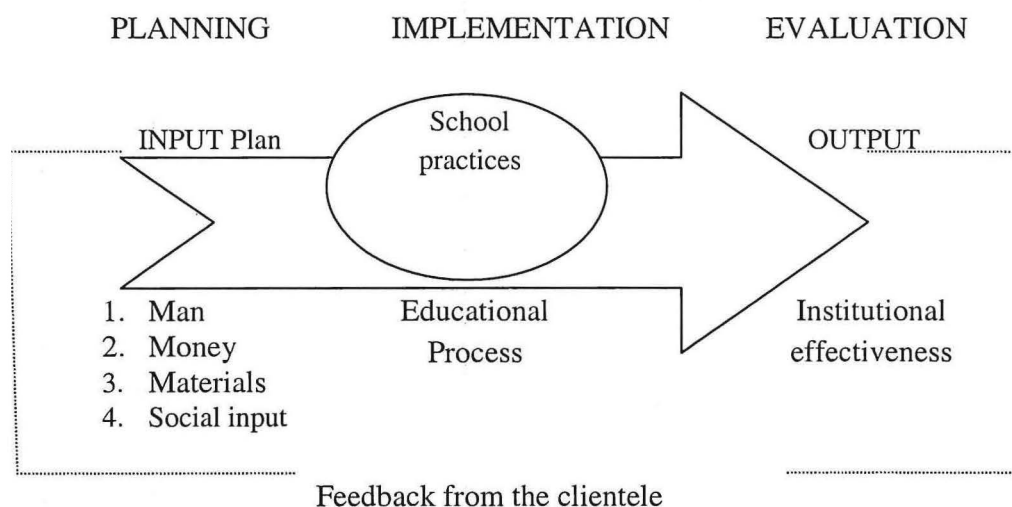 PLANNING IMPLEMENTATION EVALUATION
INPUT Plan
School
practices
OUTPUT
1. Man
2. Money
3. Materials
4. Social input
Educational
Process
Institutional
effectiveness
Feedback from the clientele